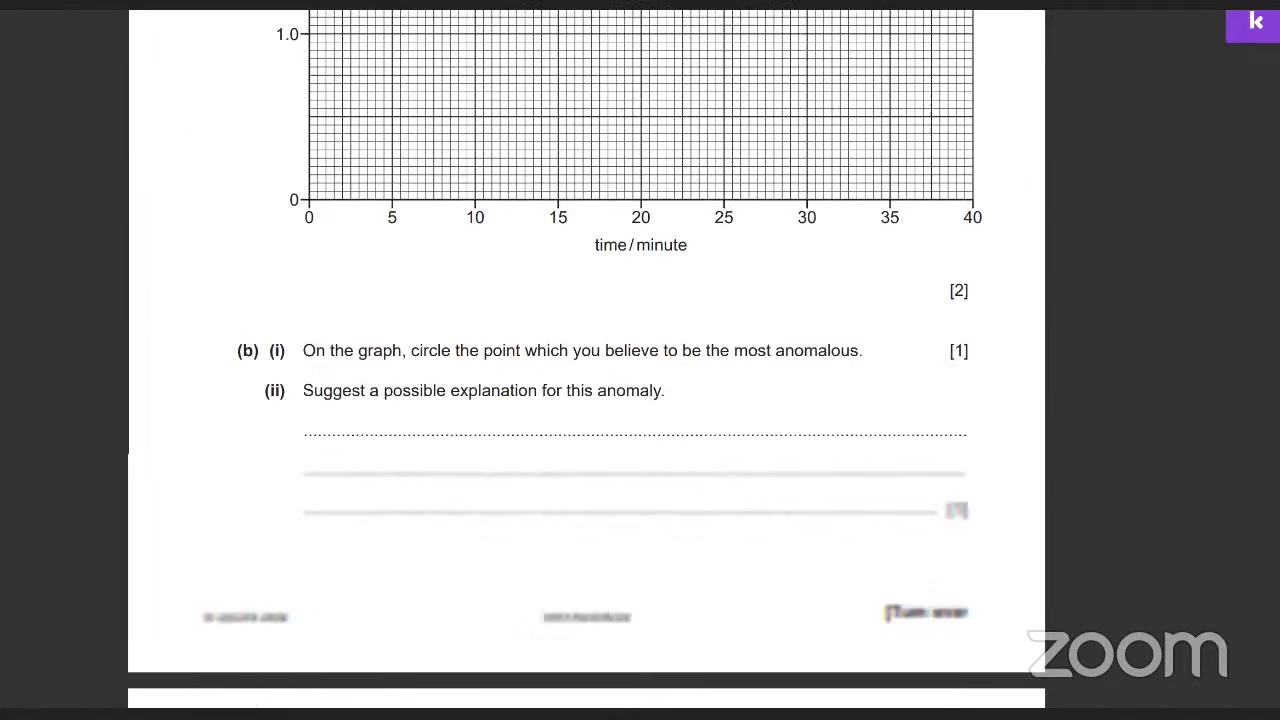 k
1.0
0
0 5 10 15 20 25 30 35 40
time/minute
[2]
(b) (i) On the graph, circle the point which you believe to be the most anomalous. [1]
(ii) Suggest a possible explanation for this anomaly.
zoom